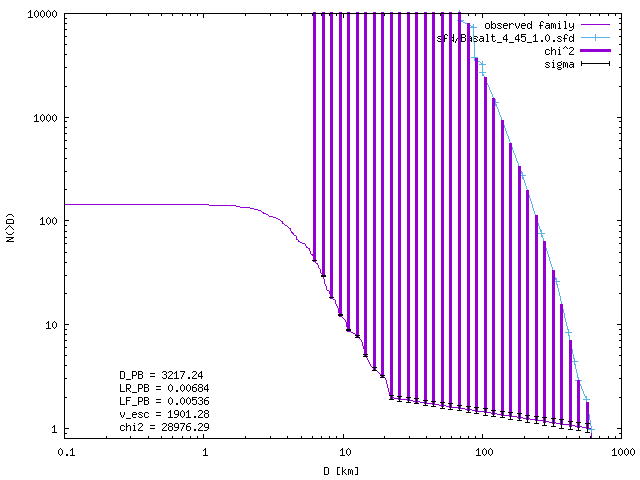 10000
1000
100
10
1
N(>D)
observed family
sfd/Basalt_4_45_1.0.sfd
chi^2
sigma
D_PB = 3217.24
LR_PB = 0.00684
LF_PB = 0.00536
v_esc = 1901.28
chi2 = 28976.29
0.1 1 10 100 1000
D [km]